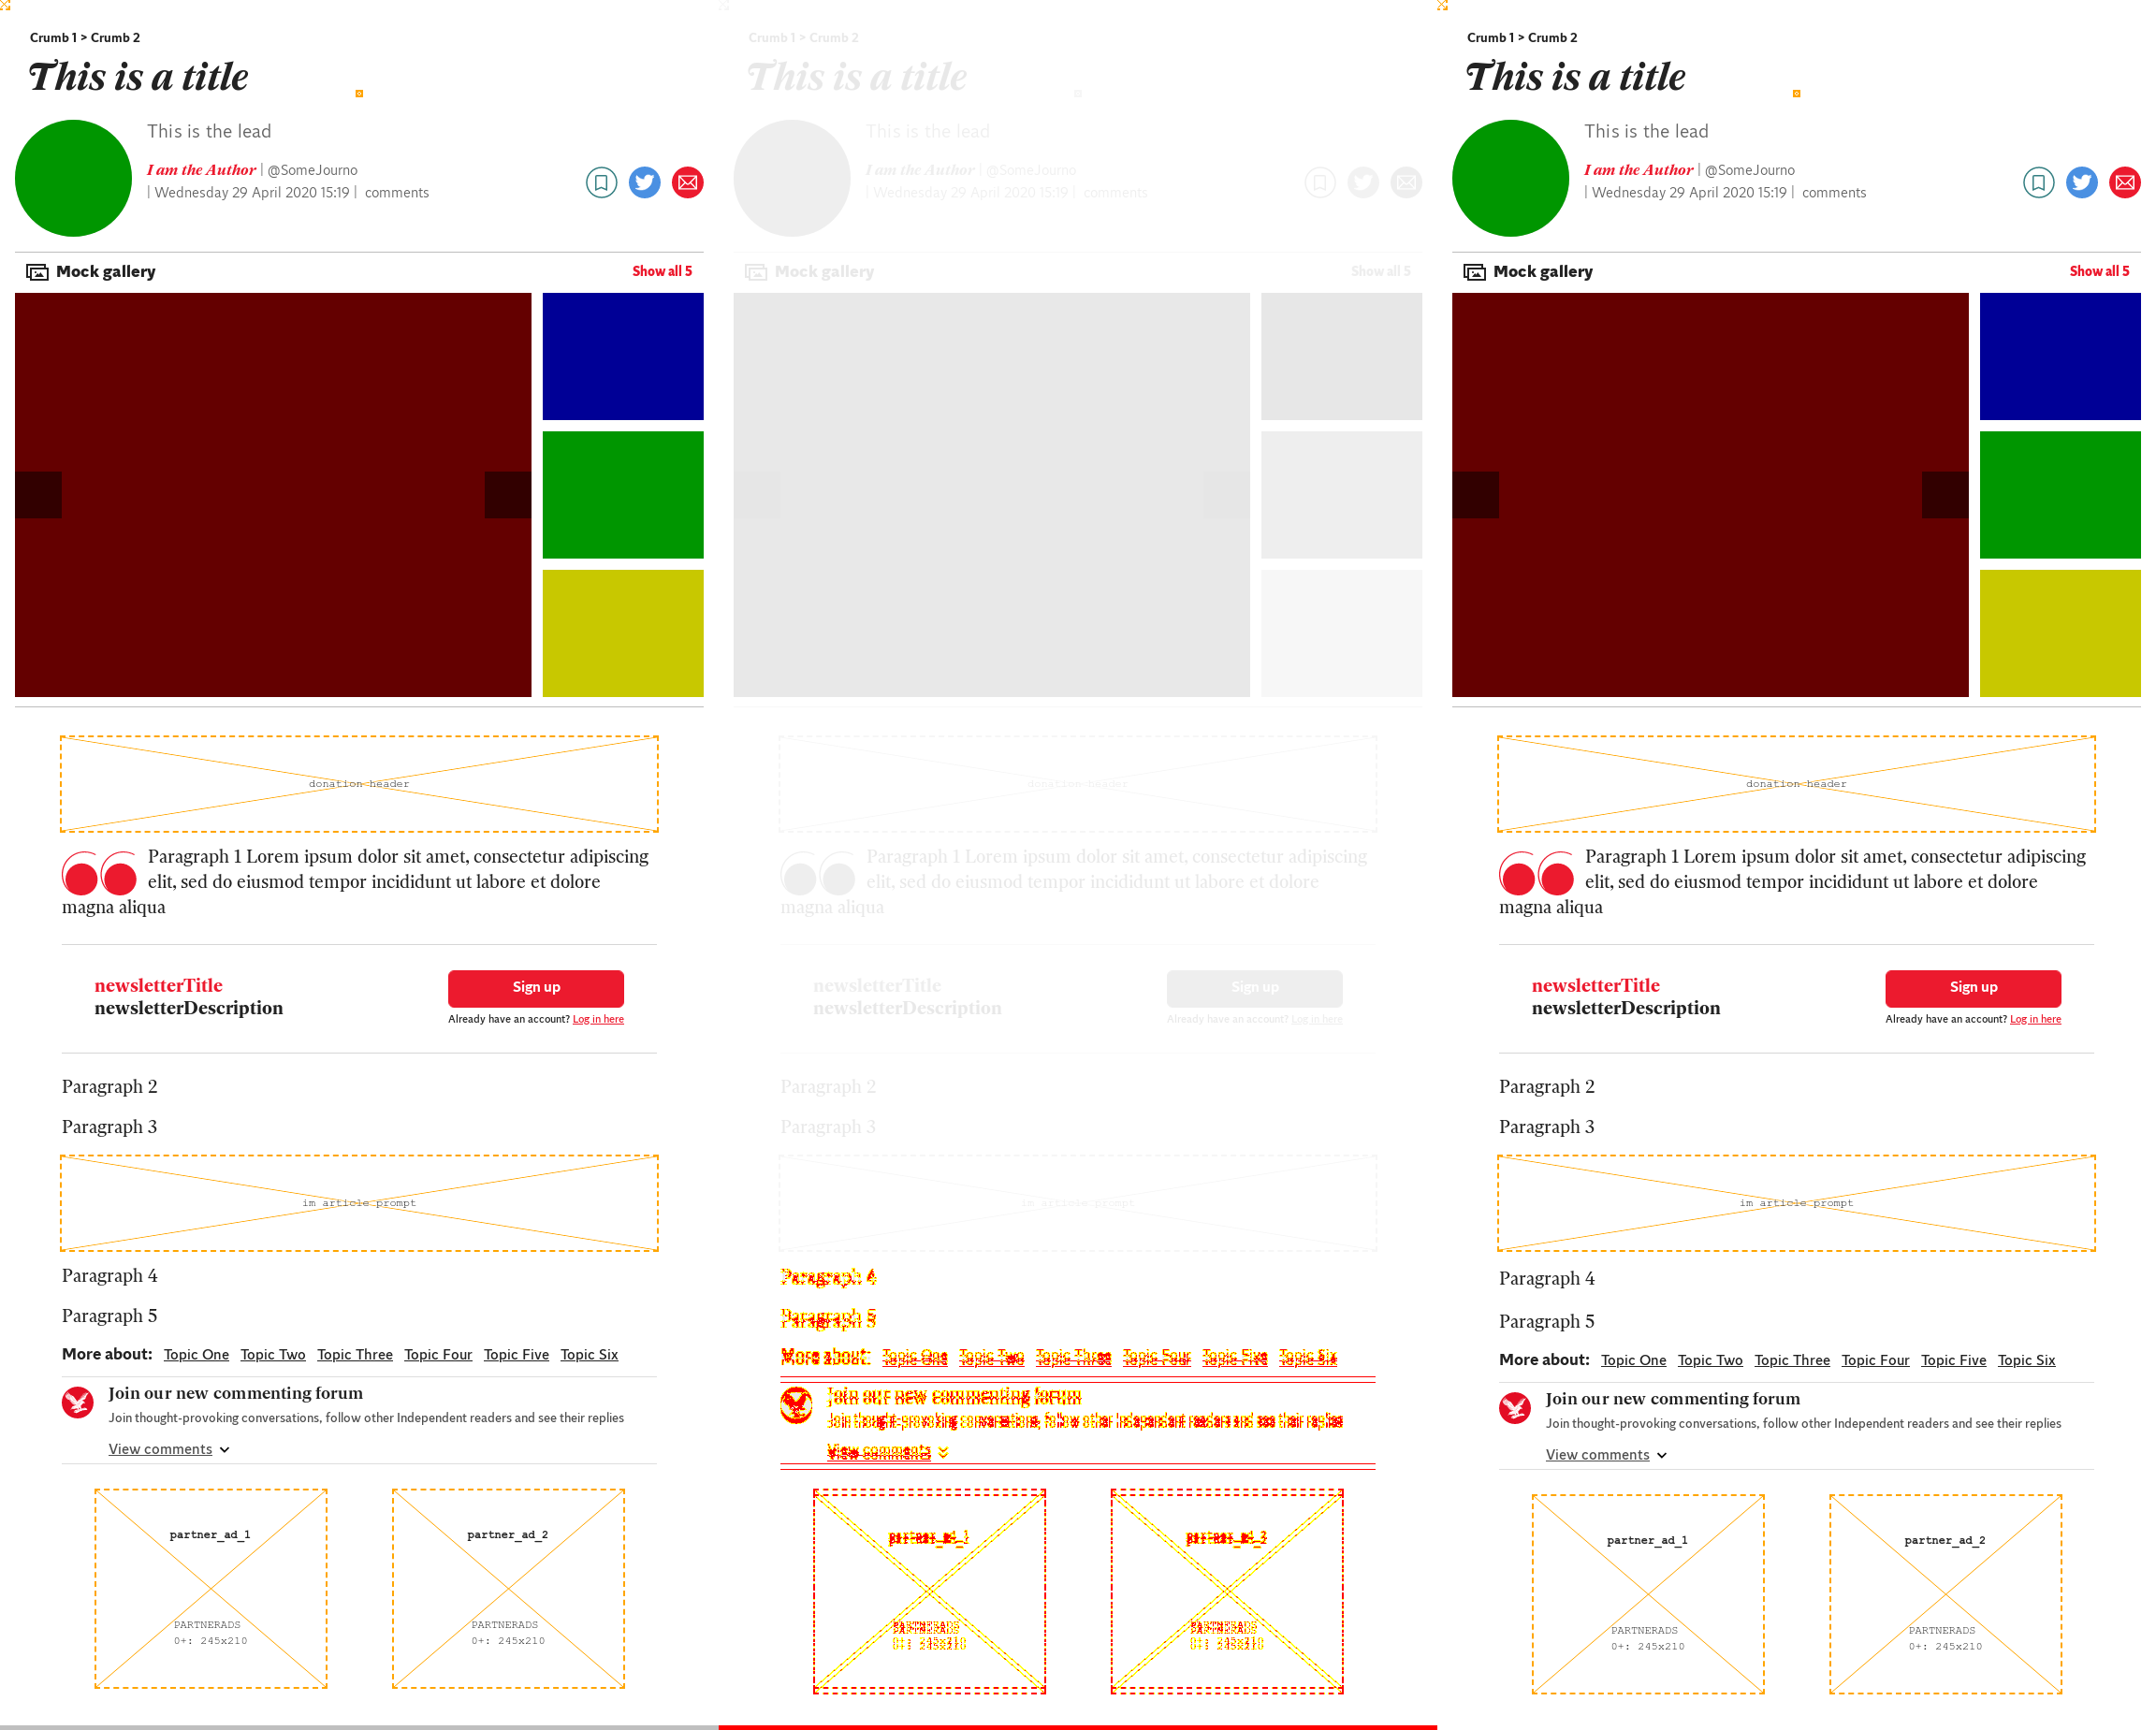 Crumb 1 > Crumb 2
This is a title
This is the lead
I am the Author | @SomeJourno
| Wednesday 29 April 2020 15:19 | comments
Mock gallery
Show all 5
donation header
Paragraph 1 Lorem ipsum dolor sit amet, consectetur adipiscing
elit, sed do eiusmod tempor incididunt ut labore et dolore
magna aliqua
newsletterTitle
newsletterDescription
Sign up
Already have an account? Log in here
Paragraph 2
Paragraph 3
im article prompt
Paragraph 4
Paragraph 5
More about: Topic One Topic Two Topic Three Topic Four Topic Five Topic Six
Join our new commenting forum
Join thought-provoking conversations, follow other Independent readers and see their replies
View comments
partner_ad_1
PARTNERADS
0+: 245x210
partner_ad_2
PARTNERADS
0+: 245x210
Crumb 1 > Crumb 2
This is a title
This is the lead
I am the Author | @SomeJourno
| Wednesday 29 April 2020 15:19 | comments
Mock gallery
Show all 5
donation header
Paragraph 1 Lorem ipsum dolor sit amet, consectetur adipiscing
elit, sed do eiusmod tempor incididunt ut labore et dolore
magna aliqua
newsletterTitle
newsletterDescription
Sign up
Already have an account? Log in here
Paragraph 2
Paragraph 3
im article prompt
Paragraph 4
Paragraph 5
More about: Topic One Topic Two Topic Three Topic Four Topic Five Topic Six
Join our new commenting forum
Join thought-provoking conversations, follow other Independent readers and see their replies
View comments
partner_ad_1
PARTNERADS
0+: 245x210
partner_ad_2
PARTNERADS
0+: 245x210
Crumb 1 > Crumb 2
This is a title
This is the lead
I am the Author | @SomeJourno
| Wednesday 29 April 2020 15:19 | comments
Mock gallery
Show all 5
donation header
Paragraph 1 Lorem ipsum dolor sit amet, consectetur adipiscing
elit, sed do eiusmod tempor incididunt ut labore et dolore
magna aliqua
newsletterTitle
newsletterDescription
Sign up
Already have an account? Log in here
Paragraph 2
Paragraph 3
im article prompt
Paragraph 4
Paragraph 5
More about: Topic One Topic Two Topic Three Topic Four Topic Five Topic Six
Join our new commenting forum
Join thought-provoking conversations, follow other Independent readers and see their replies
View comments
partner_ad_1
PARTNERADS
0+: 245x210
partner_ad_2
PARTNERADS
0+: 245x210